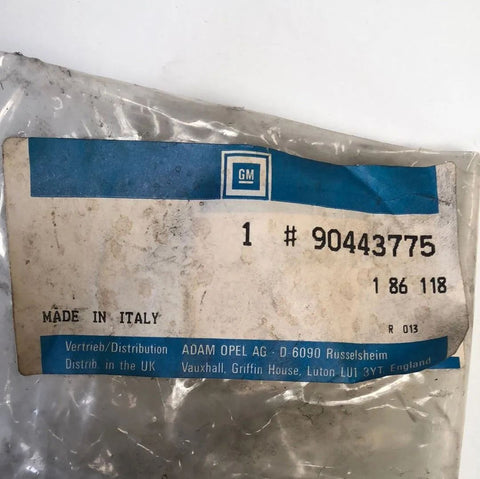 GM
1 # 90443775
1 86 118
MADE IN ITALY
R 013
Vertrieb/Distribution ADAM OPEL AG - D 6090 Russelsheim
Distrib. in the UK Vauxhall, Griffin House, Luton LU1 3YT, England